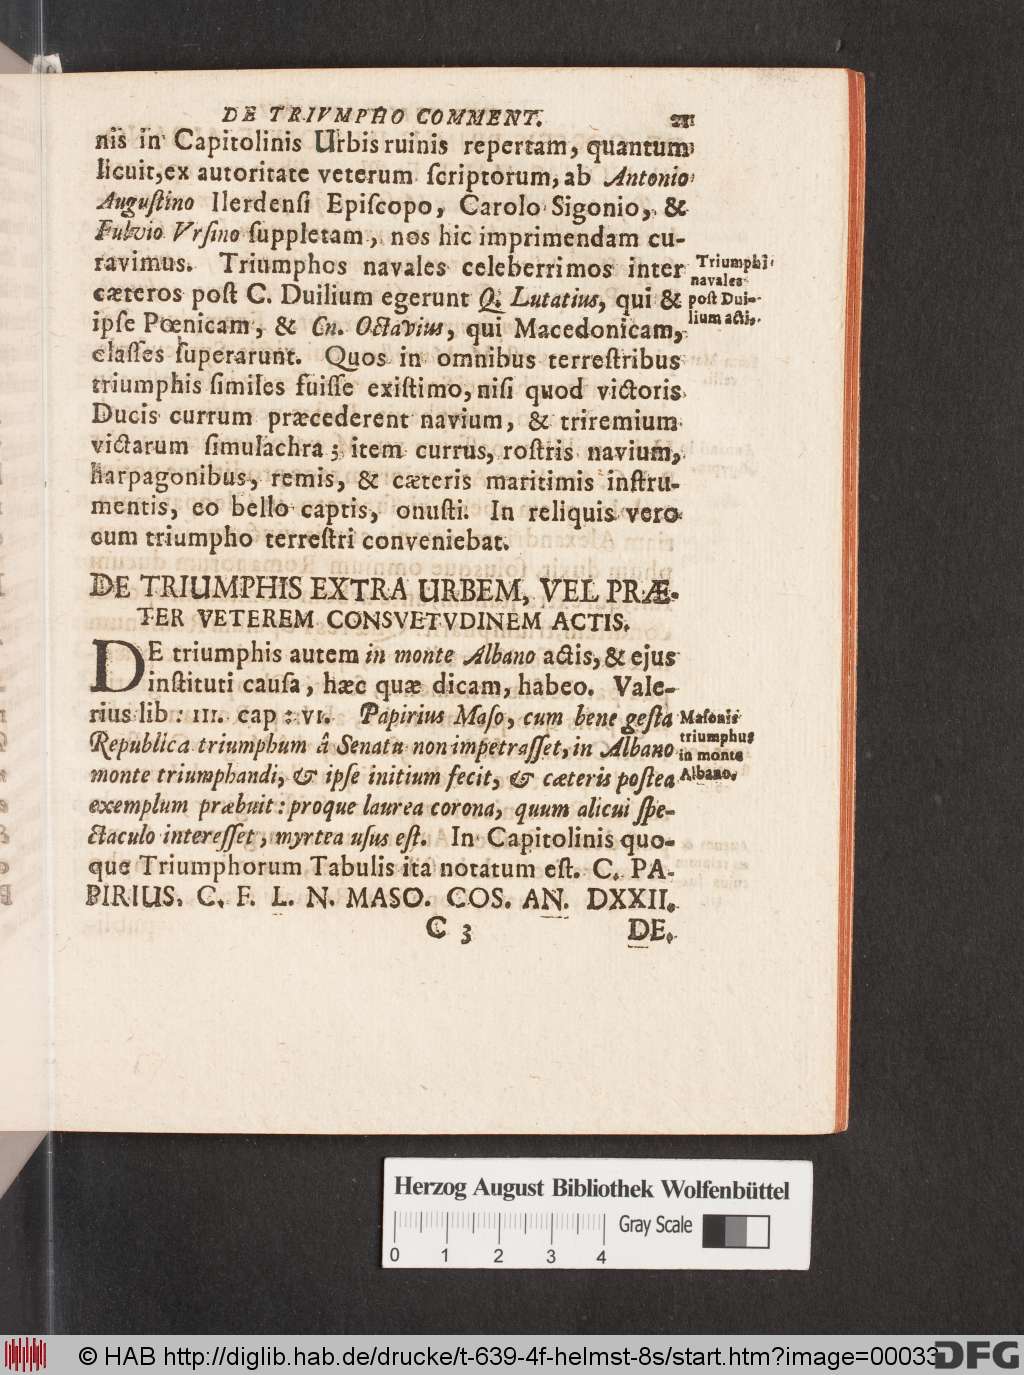 DE TRIVMPHO COMMENT. 21
nis in Capitolinis Urbis ruinis repertam, quantum
licuit, ex autoritate veterum scriptorum, ab Antonio
Auguſtino Ilerdenſi Epiſcopo, Carolo Sigonio, &
Fulvio Vrſino ſuppletam, nos hic imprimendam cu-
ravimus. Triumphos navales celeberrimos inter
cæteros poſt C. Duilium egerunt Q. Lutatius, qui &
ipſe Pœnicam, & Cn. Octavius, qui Macedonicam,
claſſes ſuperarunt. Quos in omnibus terreſtribus
triumphis ſimiles fuiſſe exiſtimo, niſi quod victoris
Ducis currum præcederent navium, & triremium
victarum ſimulachra; item currus, roſtris navium,
harpagonibus, remis, & cæteris maritimis inſtru-
mentis, eo bello captis, onuſti. In reliquis vero
cum triumpho terreſtri conveniebat.
Triumphi
navales
poſt Dui-
lium acti.
DE TRIUMPHIS EXTRA URBEM, VEL PRÆ-
TER VETEREM CONSVETVDINEM ACTIS.
DE triumphis autem in monte Albano actis, & ejus
inſtituti cauſa, hæc quæ dicam, habeo. Vale-
rius lib: III. cap: VI. Papirius Maſo, cum bene geſta
Republica triumphum â Senatu non impetraſſet, in Albano
monte triumphandi, & ipſe initium fecit, & cæteris poſtea
exemplum præbuit: proque laurea corona, quum alicui ſpe-
ctaculo intereſſet, myrtea uſus eſt. In Capitolinis quo-
que Triumphorum Tabulis ita notatum eſt. C. PA-
PIRIUS. C. F. L. N. MASO. COS. AN. DXXII.
Maſonis
triumphus
in monte
Albano.
C 3 DE.
Herzog August Bibliothek Wolfenbüttel
0 1 2 3 4
Gray Scale
© HAB http://diglib.hab.de/drucke/t-639-4f-helmst-8s/start.htm?image=00033
DFG